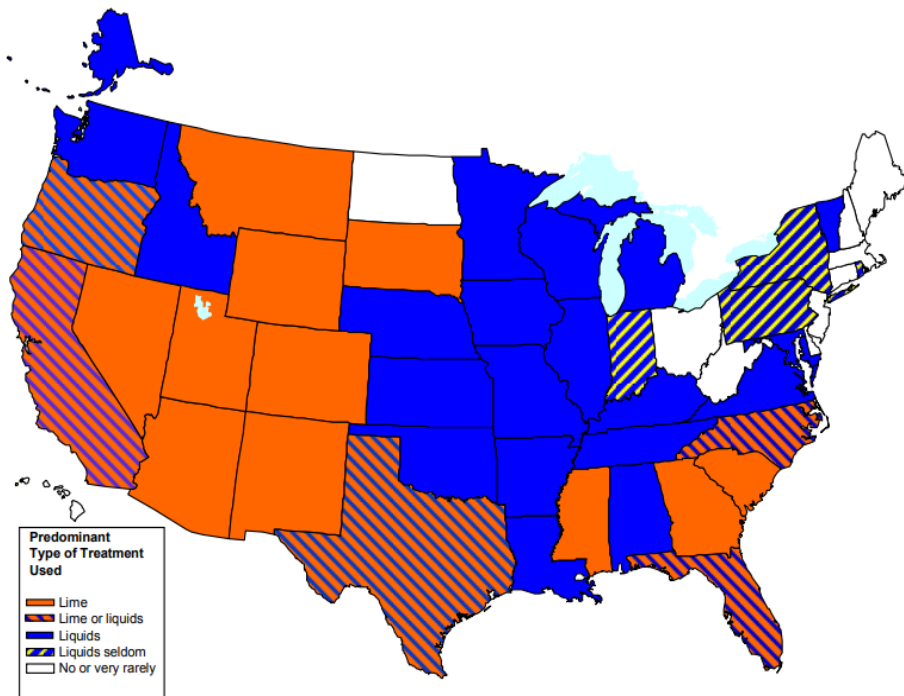 Predominant
Type of Treatment
Used
Lime
Lime or liquids
Liquids
Liquids seldom
No or very rarely